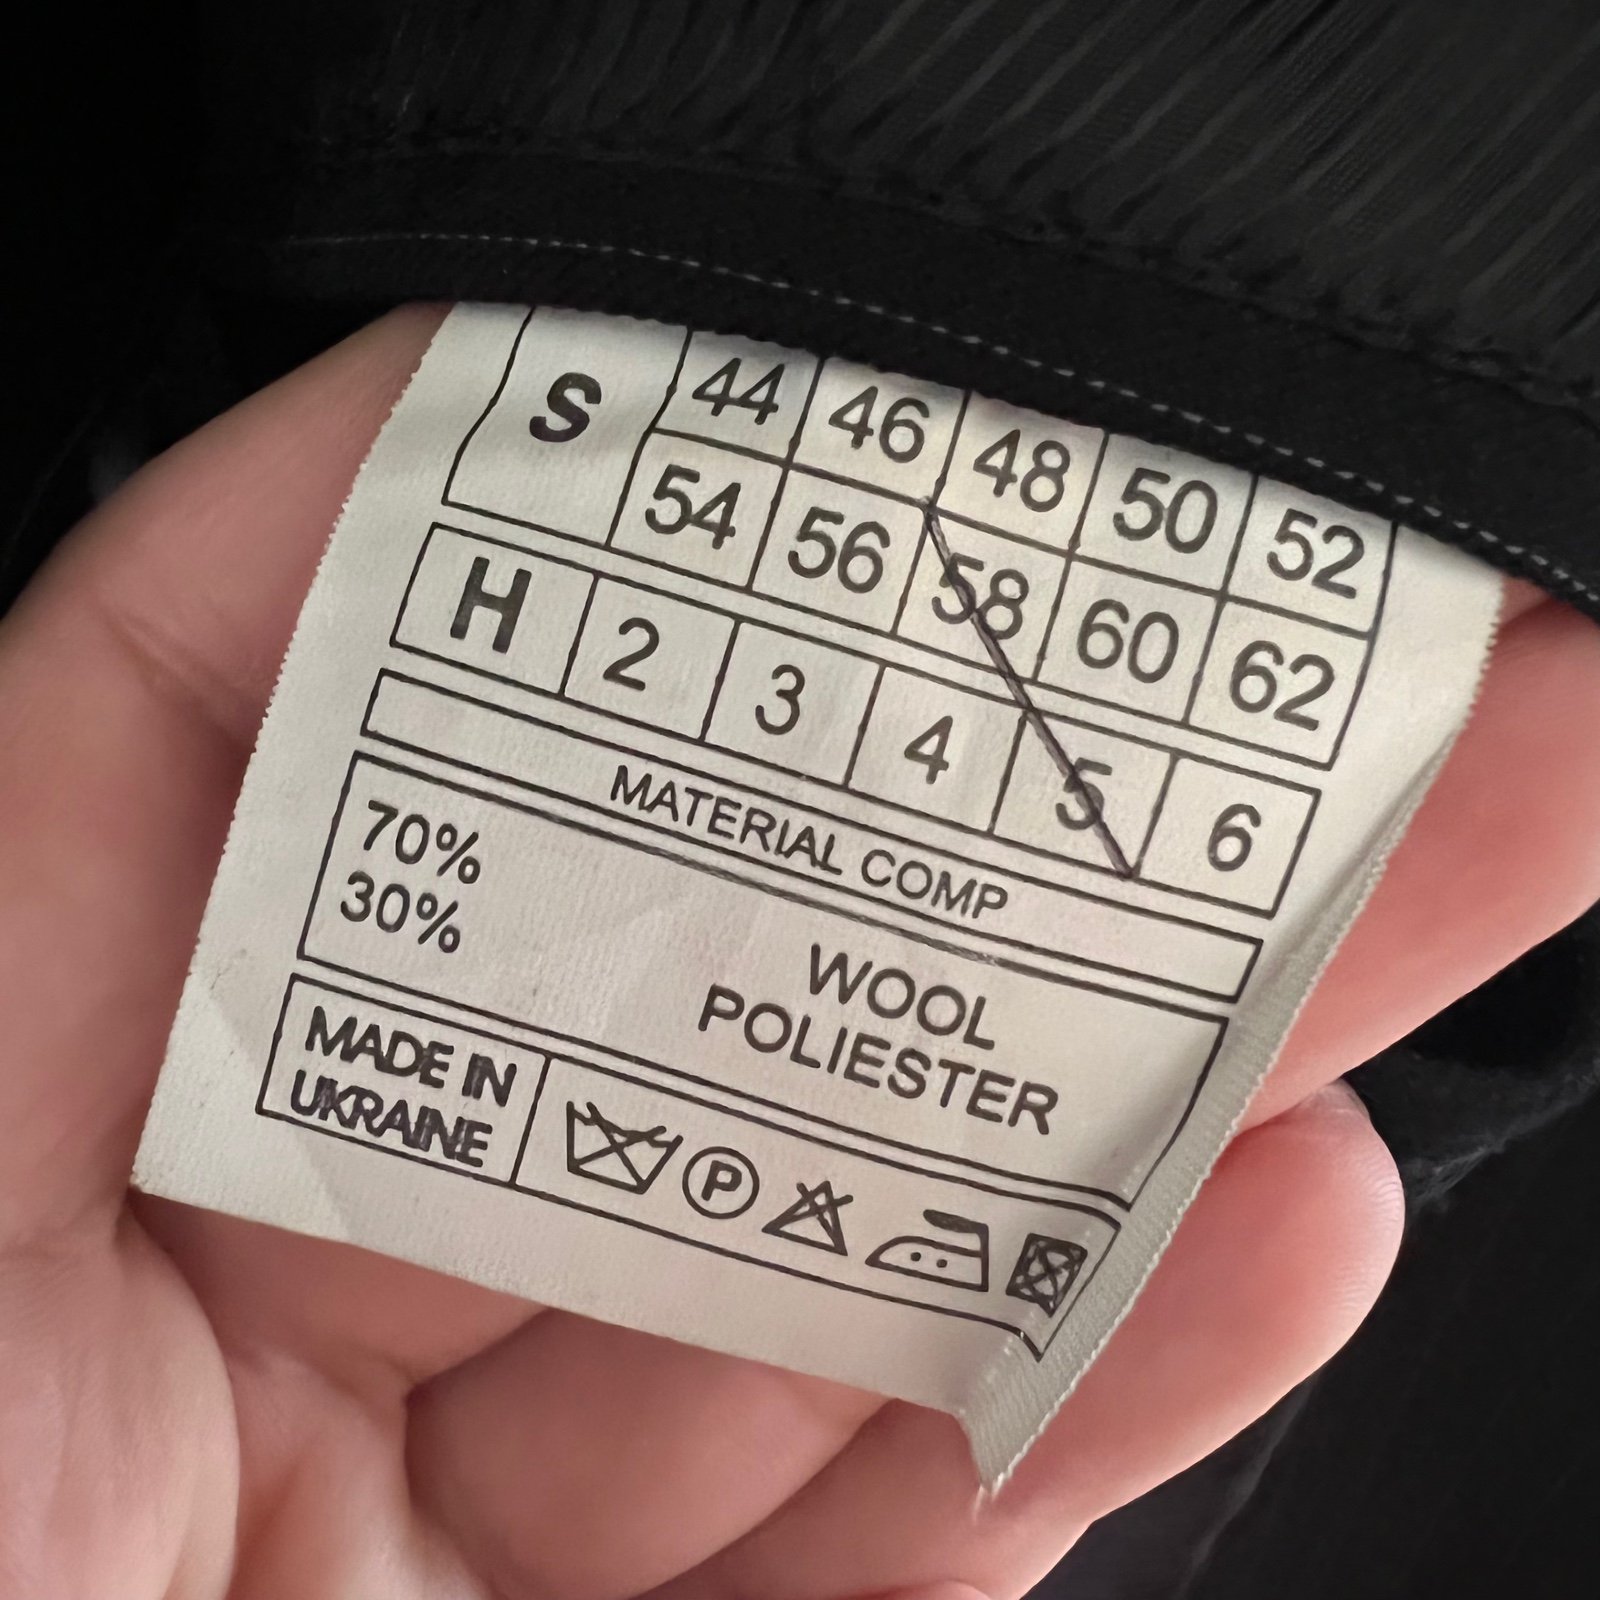 S 44 46 48 50 52
54 56 58 60 62
H 2 3 4 5 6
MATERIAL COMP
70% WOOL
30% POLIESTER
MADE IN
UKRAINE
P